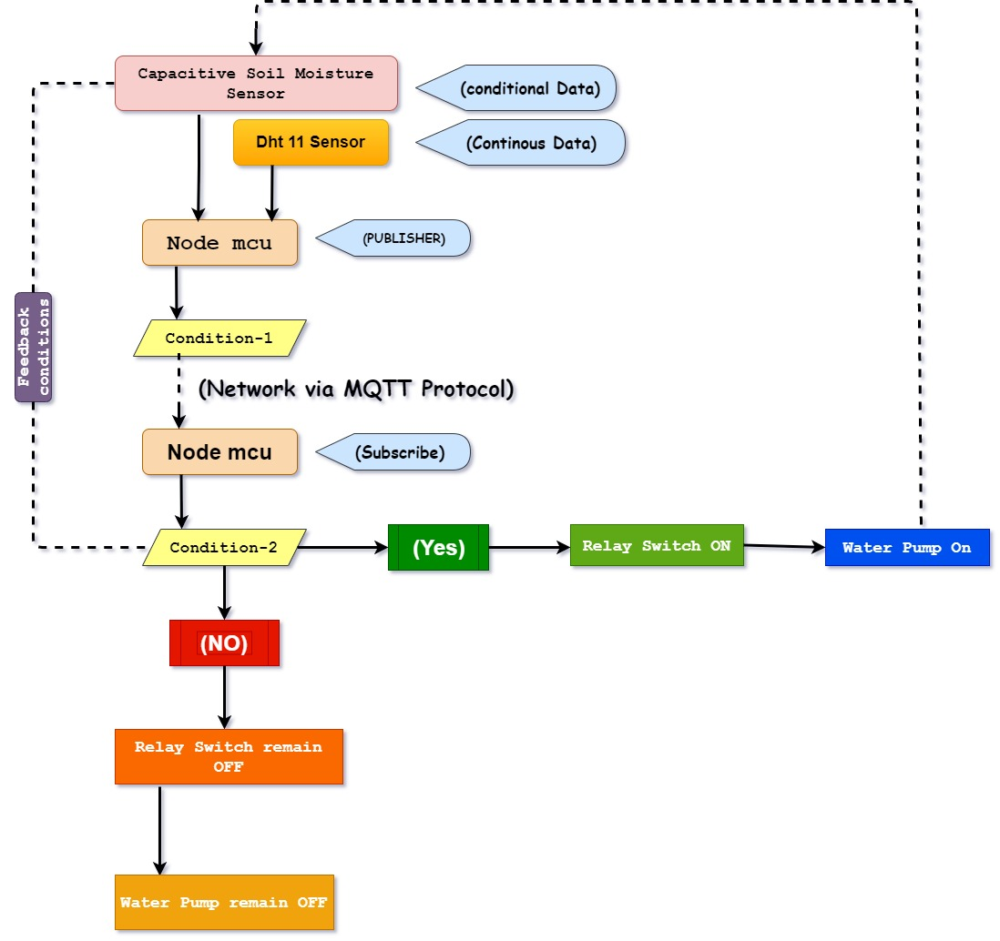 Capacitive Soil Moisture
Sensor
(conditional Data)
Dht 11 Sensor
(Continous Data)
Node mcu
(PUBLISHER)
Feedback
conditions
Condition-1
(Network via MQTT Protocol)
Node mcu
(Subscribe)
Condition-2
(Yes)
Relay Switch ON
Water Pump On
(NO)
Relay Switch remain
OFF
Water Pump remain OFF